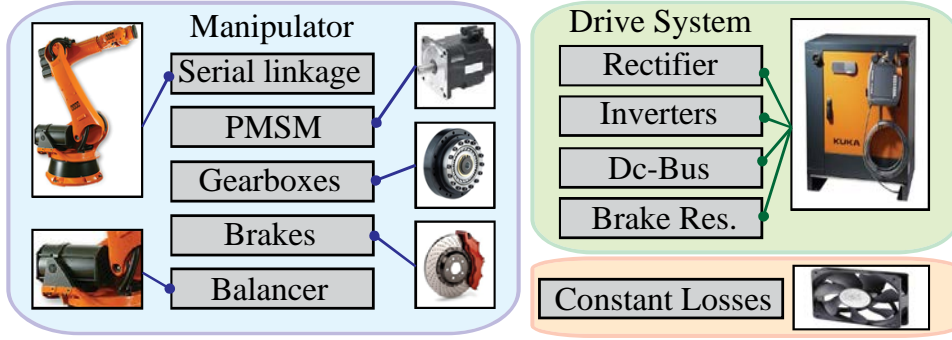 Manipulator
Serial linkage
PMSM
Gearboxes
Brakes
Balancer
Drive System
Rectifier
Inverters
Dc-Bus
Brake Res.
KUKA
Constant Losses